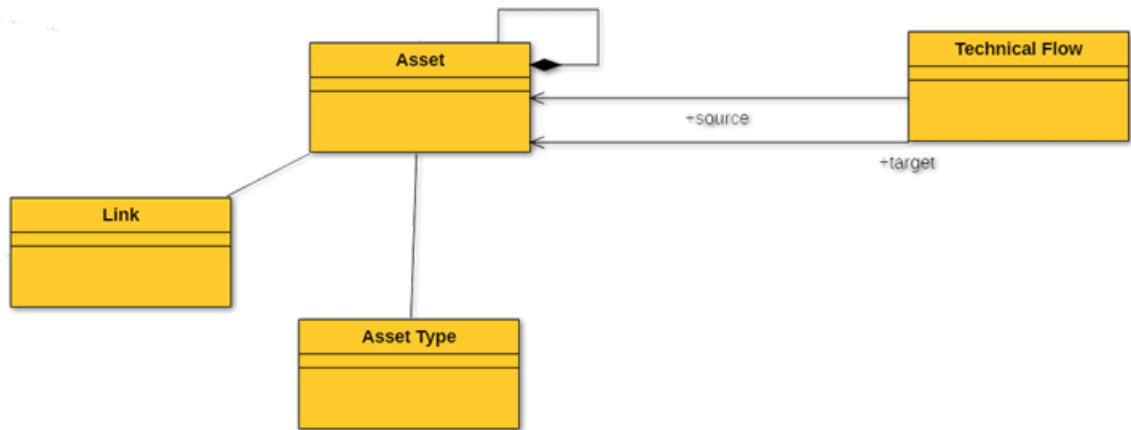 Asset
Technical Flow
+source
+target
Link
Asset Type